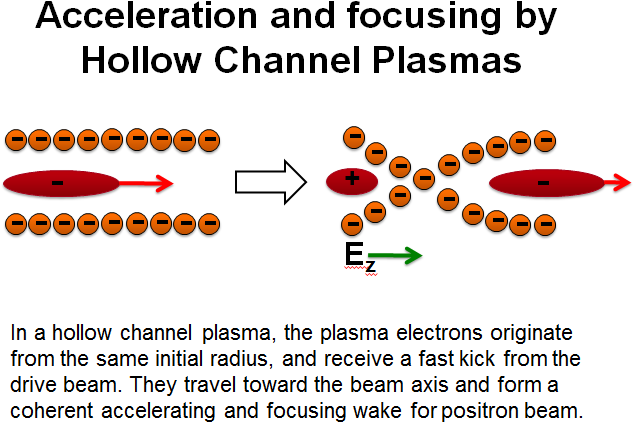 Acceleration and focusing by
Hollow Channel Plasmas
- - - - - - - - -
-
- - - - - - - - -
- - - - - - - - -
+ -
- - - - - - - -
Ez
In a hollow channel plasma, the plasma electrons originate
from the same initial radius, and receive a fast kick from the
drive beam. They travel toward the beam axis and form a
coherent accelerating and focusing wake for positron beam.